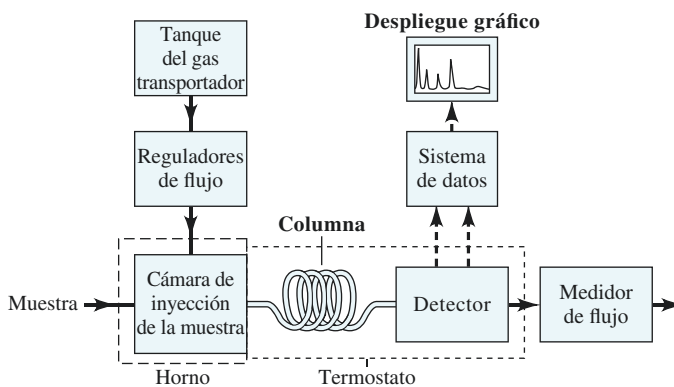 Tanque
del gas
transportador
Despliegue gráfico
Reguladores
de flujo
Sistema
de datos
Columna
Muestra
Cámara de
inyección
de la muestra
Detector
Medidor
de flujo
Horno
Termostato